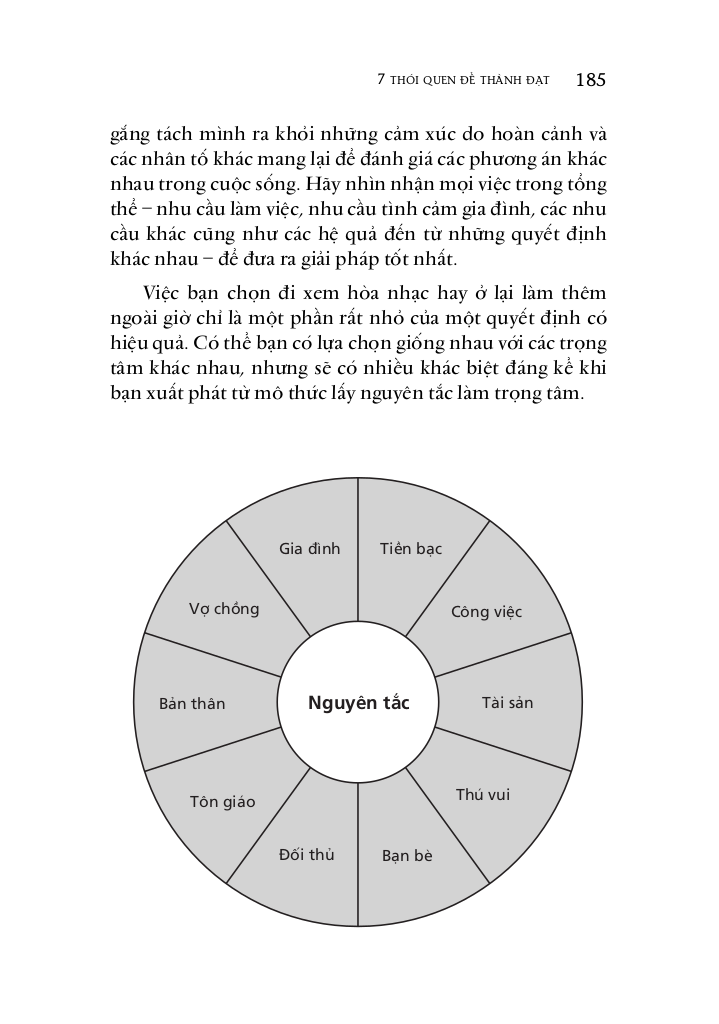 7 THÓI QUEN ĐỂ THÀNH ĐẠT 185
gắng tách mình ra khỏi những cảm xúc do hoàn cảnh và
các nhân tố khác mang lại để đánh giá các phương án khác
nhau trong cuộc sống. Hãy nhìn nhận mọi việc trong tổng
thể – nhu cầu làm việc, nhu cầu tình cảm gia đình, các nhu
cầu khác cũng như các hệ quả đến từ những quyết định
khác nhau – để đưa ra giải pháp tốt nhất.
Việc bạn chọn đi xem hòa nhạc hay ở lại làm thêm
ngoài giờ chỉ là một phần rất nhỏ của một quyết định có
hiệu quả. Có thể bạn có lựa chọn giống nhau với các trọng
tâm khác nhau, nhưng sẽ có nhiều khác biệt đáng kể khi
bạn xuất phát từ mô thức lấy nguyên tắc làm trọng tâm.
Gia đình
Tiền bạc
Vợ chồng
Công việc
Bản thân
Nguyên tắc
Tài sản
Tôn giáo
Thú vui
Đối thủ
Bạn bè